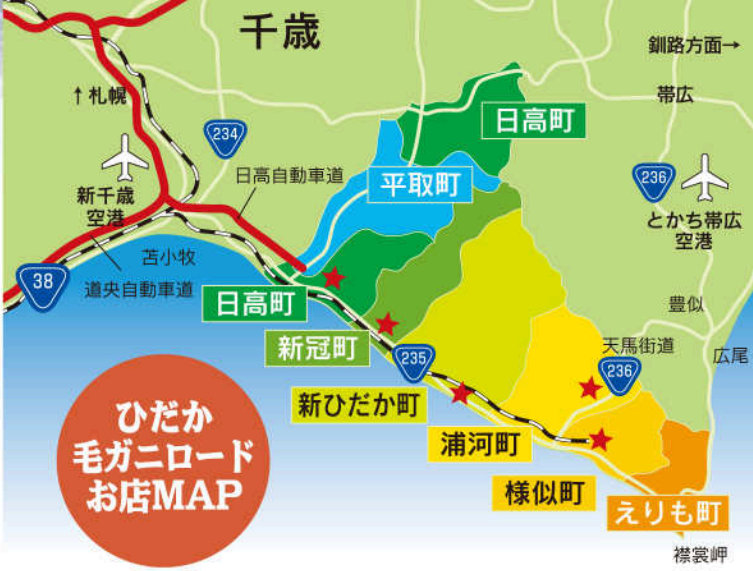 千歳
釧路方面→
↑札幌
帯広
日高町
234
日高自動車道
平取町
236
新千歳
空港
とかち帯広
空港
苫小牧
38
道央自動車道
日高町
豊似
新冠町
天馬街道
広尾
235
236
新ひだか町
ひだか
毛ガニロード
お店MAP
浦河町
様似町
えりも町
襟裳岬